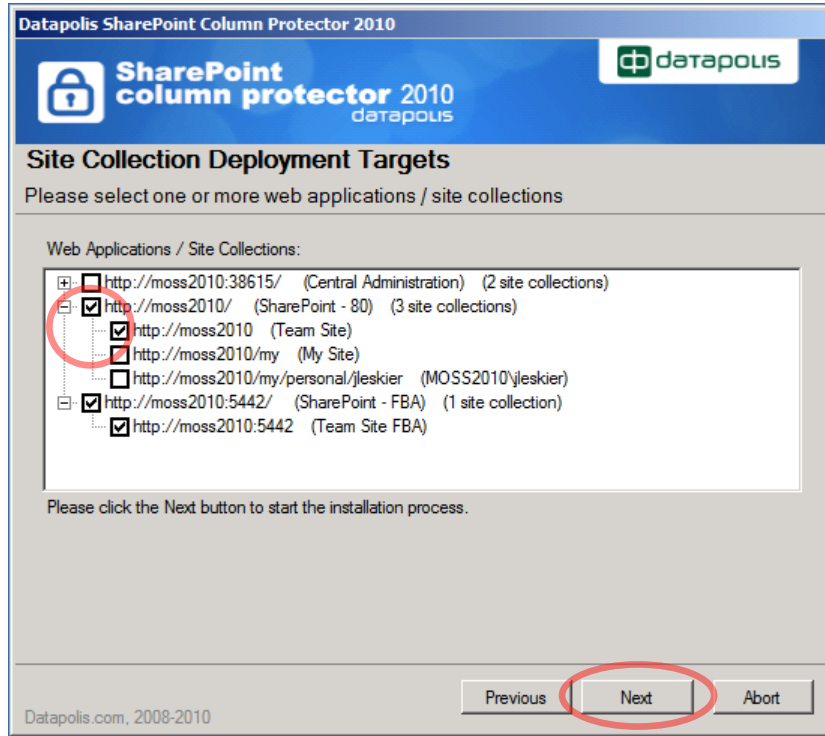 Datapolis SharePoint Column Protector 2010
SharePoint
column protector 2010
datapolis
datapolis
Site Collection Deployment Targets
Please select one or more web applications / site collections
Web Applications / Site Collections:
http://moss2010:38615/ (Central Administration) (2 site collections)
http://moss2010/ (SharePoint - 80) (3 site collections)
http://moss2010 (Team Site)
http://moss2010/my (My Site)
http://moss2010/my/personal/jleskier (MOSS2010\jleskier)
http://moss2010:5442/ (SharePoint - FBA) (1 site collection)
http://moss2010:5442 (Team Site FBA)
Please click the Next button to start the installation process.
Previous Next Abort
Datapolis.com, 2008-2010